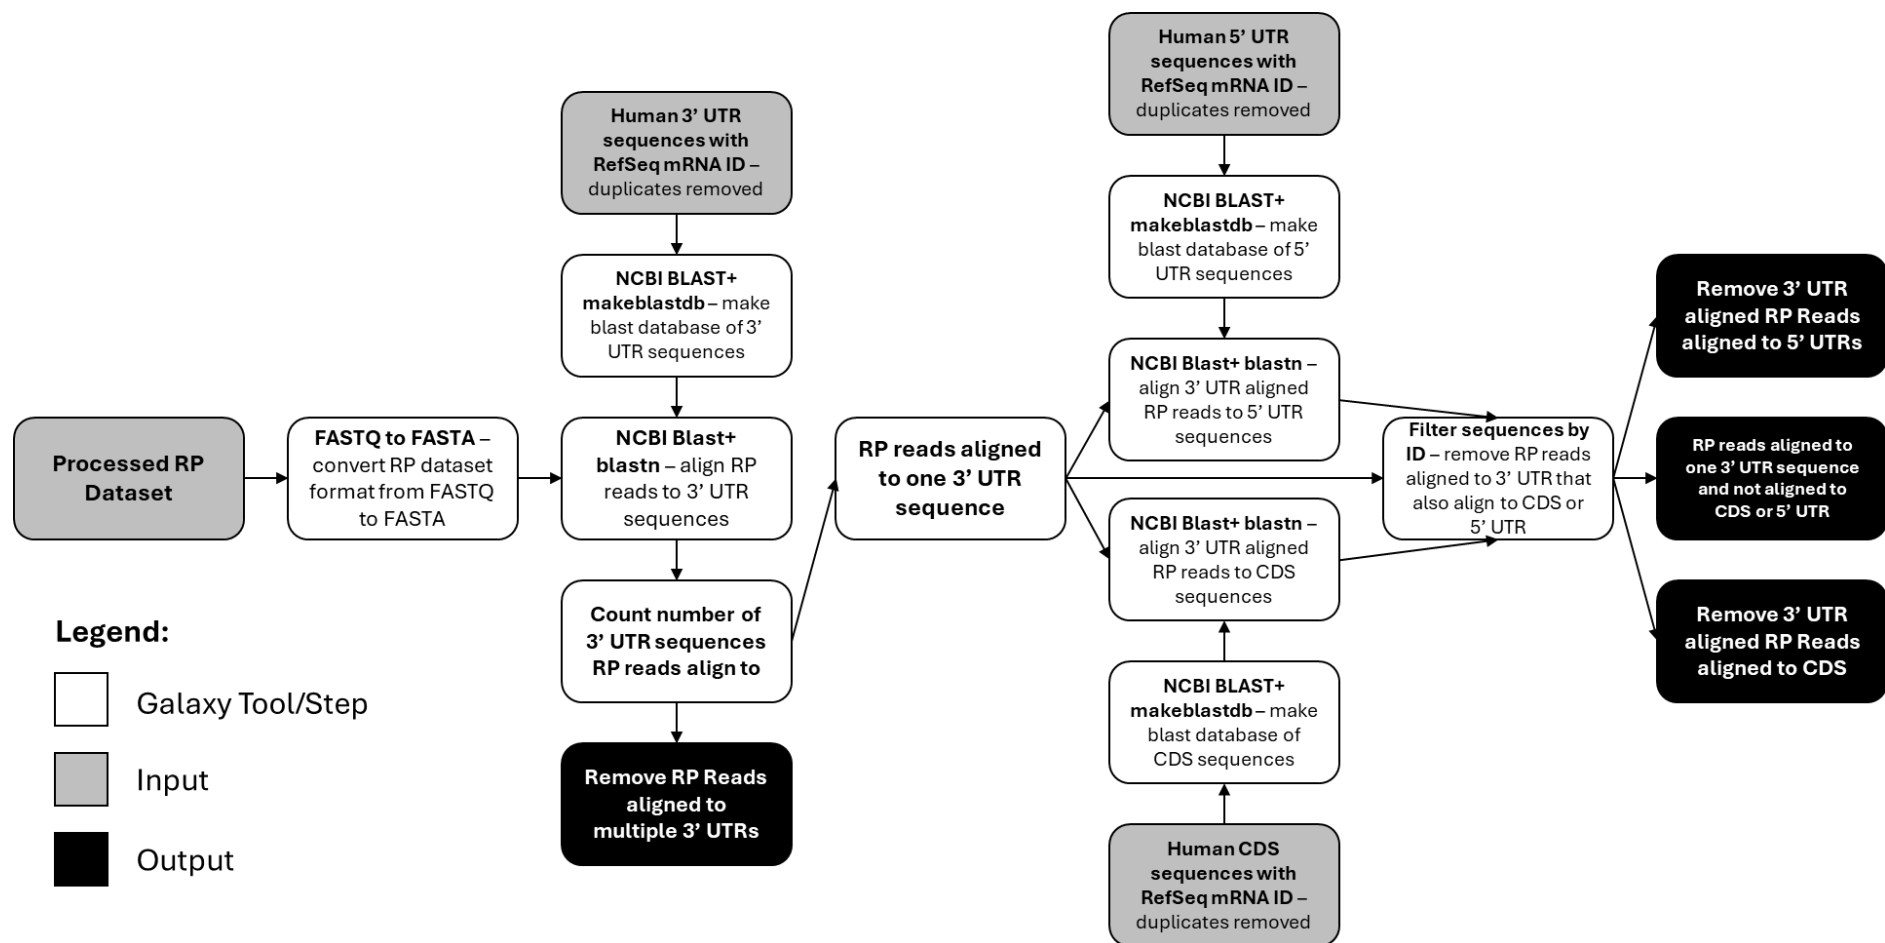 Processed RP
Dataset
FASTQ to FASTA –
convert RP dataset
format from FASTQ
to FASTA
Human 3’ UTR
sequences with
RefSeq mRNA ID –
duplicates removed
NCBI BLAST+
makeblastdb – make
blast database of 3’
UTR sequences
NCBI Blast+
blastn – align RP
reads to 3’ UTR
sequences
Count number of
3’ UTR sequences
RP reads align to
Remove RP Reads
aligned to
multiple 3’ UTRs
RP reads aligned
to one 3’ UTR
sequence
Human 5’ UTR
sequences with
RefSeq mRNA ID –
duplicates removed
NCBI BLAST+
makeblastdb – make
blast database of 5’
UTR sequences
NCBI Blast+ blastn –
align 3’ UTR aligned
RP reads to 5’ UTR
sequences
NCBI Blast+ blastn –
align 3’ UTR aligned
RP reads to CDS
sequences
NCBI BLAST+
makeblastdb – make
blast database of
CDS sequences
Human CDS
sequences with
RefSeq mRNA ID –
duplicates removed
Filter sequences by
ID – remove RP reads
aligned to 3’ UTR that
also align to CDS or
5’ UTR
Remove 3’ UTR
aligned RP Reads
aligned to 5’ UTRs
RP reads aligned to
one 3’ UTR sequence
and not aligned to
CDS or 5’ UTR
Remove 3’ UTR
aligned RP Reads
aligned to CDS
Legend:
Galaxy Tool/Step
Input
Output